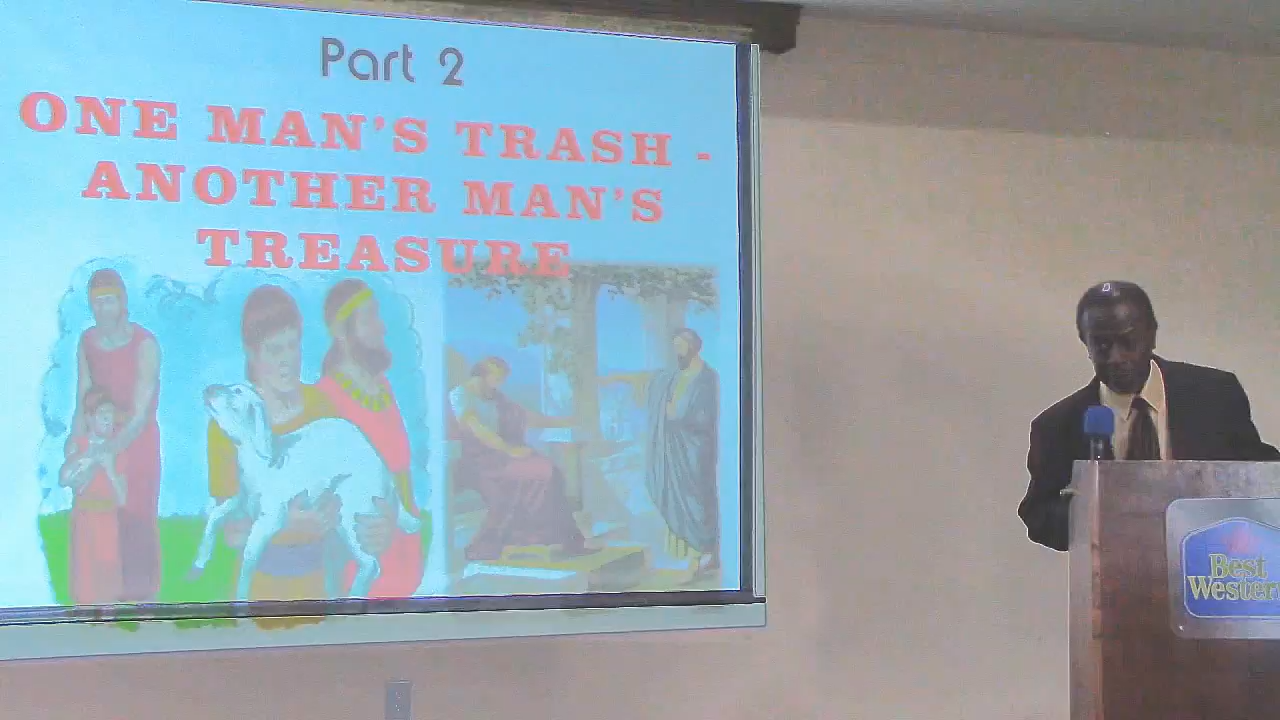 Part 2
ONE MAN'S TRASH -
ANOTHER MAN'S
TREASURE
Best
Western